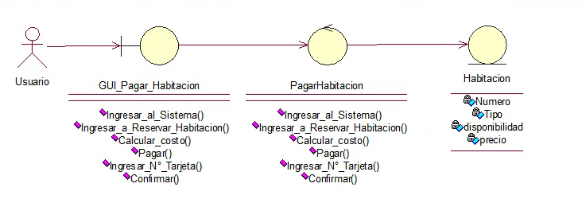 Usuario
GUI_Pagar_Habitacion
Ingresar_al_Sistema()
Ingresar_a_Reservar_Habitacion()
Calcular_costo()
Pagar()
Ingresar_N°_Tarjeta()
Confirmar()
PagarHabitacion
Ingresar_al_Sistema()
Ingresar_a_Reservar_Habitacion()
Calcular_costo()
Pagar()
Ingresar_N°_Tarjeta()
Confirmar()
Habitacion
Numero
Tipo
disponibilidad
precio